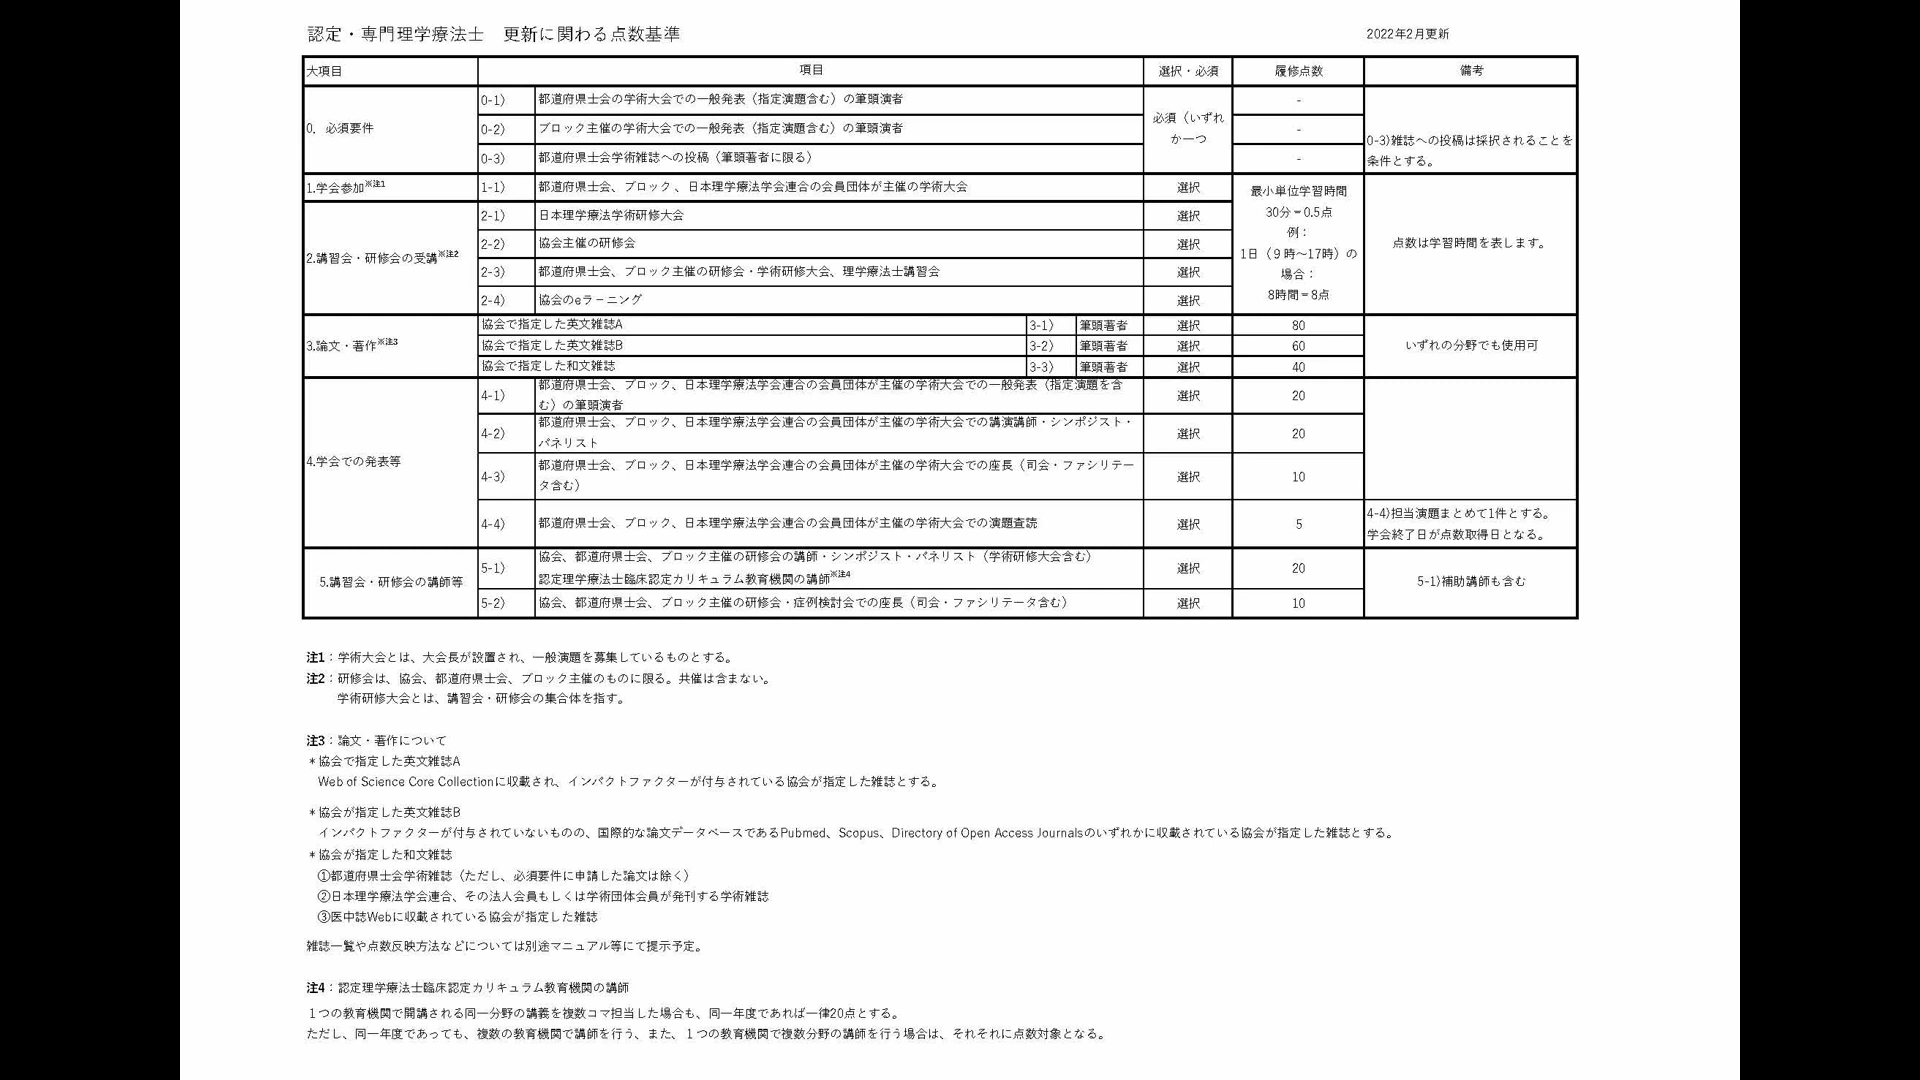 認定・専門理学療法士　更新に関わる点数基準
2022年2月更新
大項目 項目 選択・必須 履修点数 備考
0．必須要件
0-1） 都道府県士会の学術大会での一般発表（指定演題含む）の筆頭演者 -
0-2） ブロック主催の学術大会での一般発表（指定演題含む）の筆頭演者 -
0-3） 都道府県士会学術雑誌への投稿（筆頭著者に限る） -
必須（いずれ
か一つ
0-3)雑誌への投稿は採択されることを
条件とする。
1.学会参加※注1 1-1） 都道府県士会、ブロック 、日本理学療法学会連合の会員団体が主催の学術大会 選択
2.講習会・研修会の受講※注2
2-1） 日本理学療法学術研修大会 選択
2-2） 協会主催の研修会 選択
2-3） 都道府県士会、ブロック主催の研修会・学術研修大会、理学療法士講習会 選択
2-4） 協会のeラ－ニング 選択
最小単位学習時間
30分＝0.5点
例：
1日（９時～17時）の
場合：
8時間＝8点
点数は学習時間を表します。
3.論文・著作※注3
協会で指定した英文雑誌A 3-1） 筆頭著者 選択 80
協会で指定した英文雑誌B 3-2） 筆頭著者 選択 60
協会で指定した和文雑誌 3-3） 筆頭著者 選択 40
いずれの分野でも使用可
4.学会での発表等
4-1） 都道府県士会、ブロック、日本理学療法学会連合の会員団体が主催の学術大会での一般発表（指定演題を含
む）の筆頭演者 選択 20
4-2） 都道府県士会、ブロック、日本理学療法学会連合の会員団体が主催の学術大会での講演講師・シンポジスト・
パネリスト 選択 20
4-3） 都道府県士会、ブロック、日本理学療法学会連合の会員団体が主催の学術大会での座長（司会・ファシリテー
タ含む） 選択 10
4-4） 都道府県士会、ブロック、日本理学療法学会連合の会員団体が主催の学術大会での演題査読 選択 5
4-4)担当演題まとめて1件とする。
学会終了日が点数取得日となる。
5.講習会・研修会の講師等
5-1） 協会、都道府県士会、ブロック主催の研修会の講師・シンポジスト・パネリスト（学術研修大会含む）
認定理学療法士臨床認定カリキュラム教育機関の講師※注4 選択 20
5-2） 協会、都道府県士会、ブロック主催の研修会・症例検討会での座長（司会・ファシリテータ含む） 選択 10
5-1)補助講師も含む
注1：学術大会とは、大会長が設置され、一般演題を募集しているものとする。
注2：研修会は、協会、都道府県士会、ブロック主催のものに限る。共催は含まない。
学術研修大会とは、講習会・研修会の集合体を指す。
注3：論文・著作について
＊協会で指定した英文雑誌A
Web of Science Core Collectionに収載され、インパクトファクターが付与されている協会が指定した雑誌とする。
＊協会が指定した英文雑誌B
インパクトファクターが付与されていないものの、国際的な論文データベースであるPubmed、Scopus、Directory of Open Access Journalsのいずれかに収載されている協会が指定した雑誌とする。
＊協会が指定した和文雑誌
①都道府県士会学術雑誌（ただし、必須要件に申請した論文は除く）
②日本理学療法学会連合、その法人会員もしくは学術団体会員が発刊する学術雑誌
③医中誌Webに収載されている協会が指定した雑誌
雑誌一覧や点数反映方法などについては別途マニュアル等にて提示予定。
注4：認定理学療法士臨床認定カリキュラム教育機関の講師
１つの教育機関で開講される同一分野の講義を複数コマ担当した場合も、同一年度であれば一律20点とする。
ただし、同一年度であっても、複数の教育機関で講師を行う、また、１つの教育機関で複数分野の講師を行う場合は、それそれに点数対象となる。